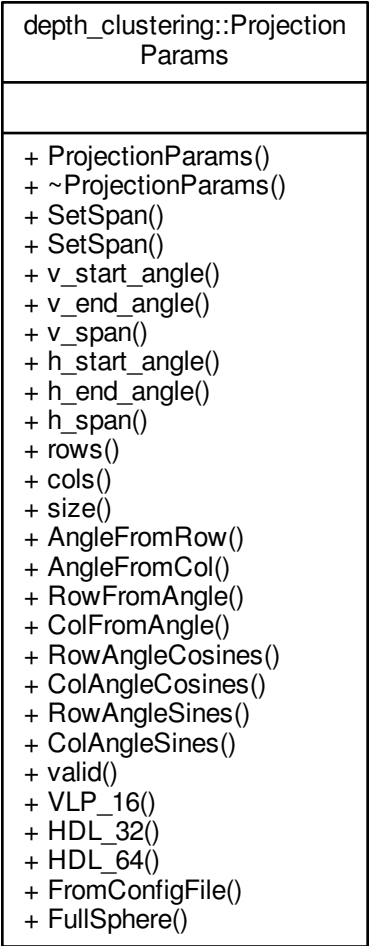 depth_clustering::Projection
Params
+ ProjectionParams()
+ ~ProjectionParams()
+ SetSpan()
+ SetSpan()
+ v_start_angle()
+ v_end_angle()
+ v_span()
+ h_start_angle()
+ h_end_angle()
+ h_span()
+ rows()
+ cols()
+ size()
+ AngleFromRow()
+ AngleFromCol()
+ RowFromAngle()
+ ColFromAngle()
+ RowAngleCosines()
+ ColAngleCosines()
+ RowAngleSines()
+ ColAngleSines()
+ valid()
+ VLP_16()
+ HDL_32()
+ HDL_64()
+ FromConfigFile()
+ FullSphere()